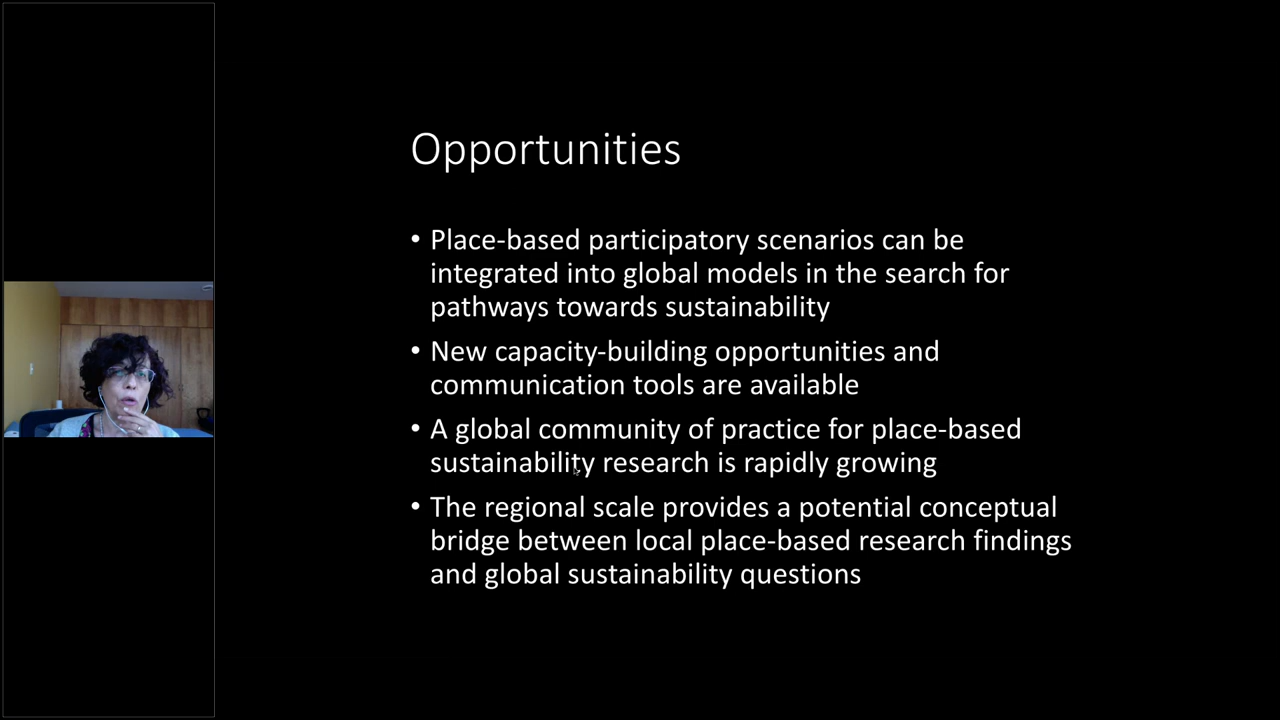 Opportunities
• Place-based participatory scenarios can be
integrated into global models in the search for
pathways towards sustainability
• New capacity-building opportunities and
communication tools are available
• A global community of practice for place-based
sustainability research is rapidly growing
• The regional scale provides a potential conceptual
bridge between local place-based research findings
and global sustainability questions